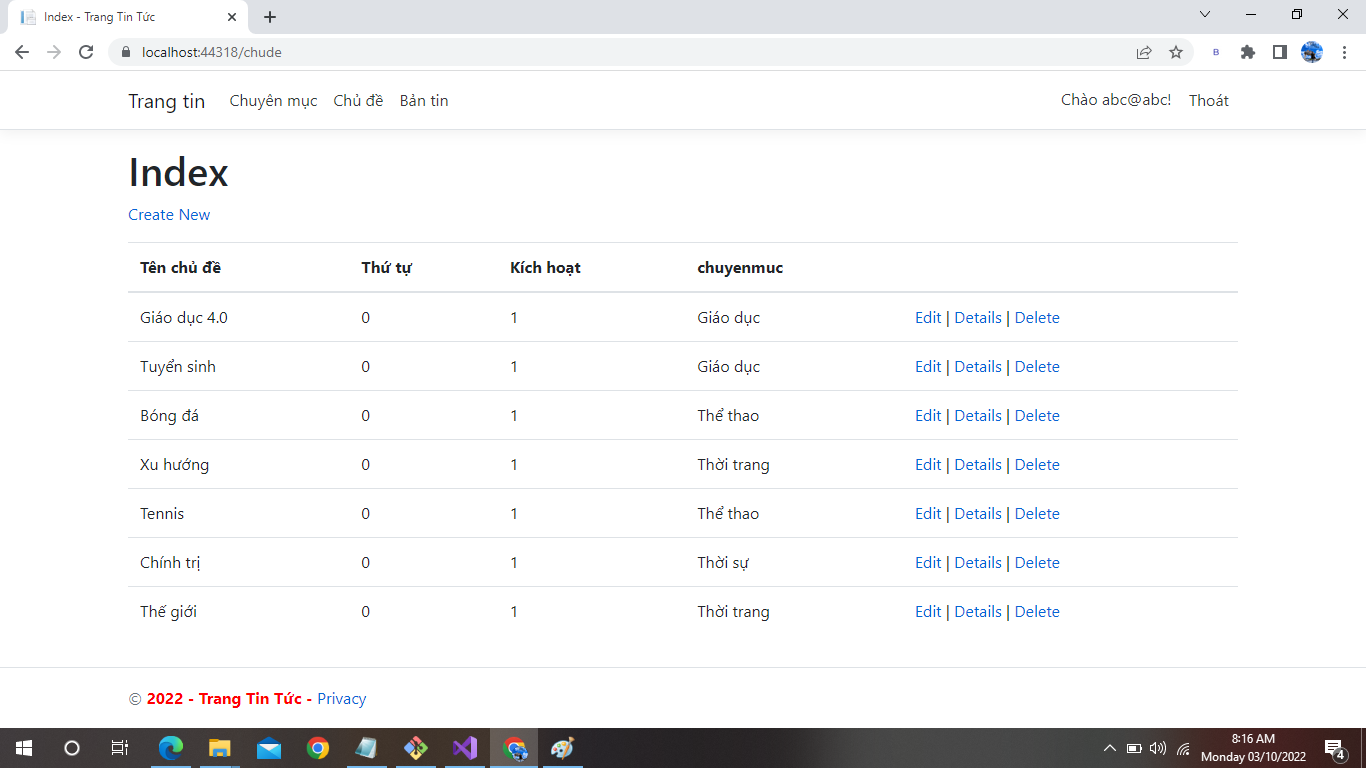 Index - Trang Tin Tức
localhost:44318/chude
B
Trang tin Chuyên mục Chủ đề Bản tin Chào abc@abc! Thoát
Index
Create New
Tên chủ đề Thứ tự Kích hoạt chuyenmuc
Giáo dục 4.0 0 1 Giáo dục Edit | Details | Delete
Tuyển sinh 0 1 Giáo dục Edit | Details | Delete
Bóng đá 0 1 Thể thao Edit | Details | Delete
Xu hướng 0 1 Thời trang Edit | Details | Delete
Tennis 0 1 Thể thao Edit | Details | Delete
Chính trị 0 1 Thời sự Edit | Details | Delete
Thế giới 0 1 Thời trang Edit | Details | Delete
© 2022 - Trang Tin Tức - Privacy
8:16 AM
Monday 03/10/2022
4